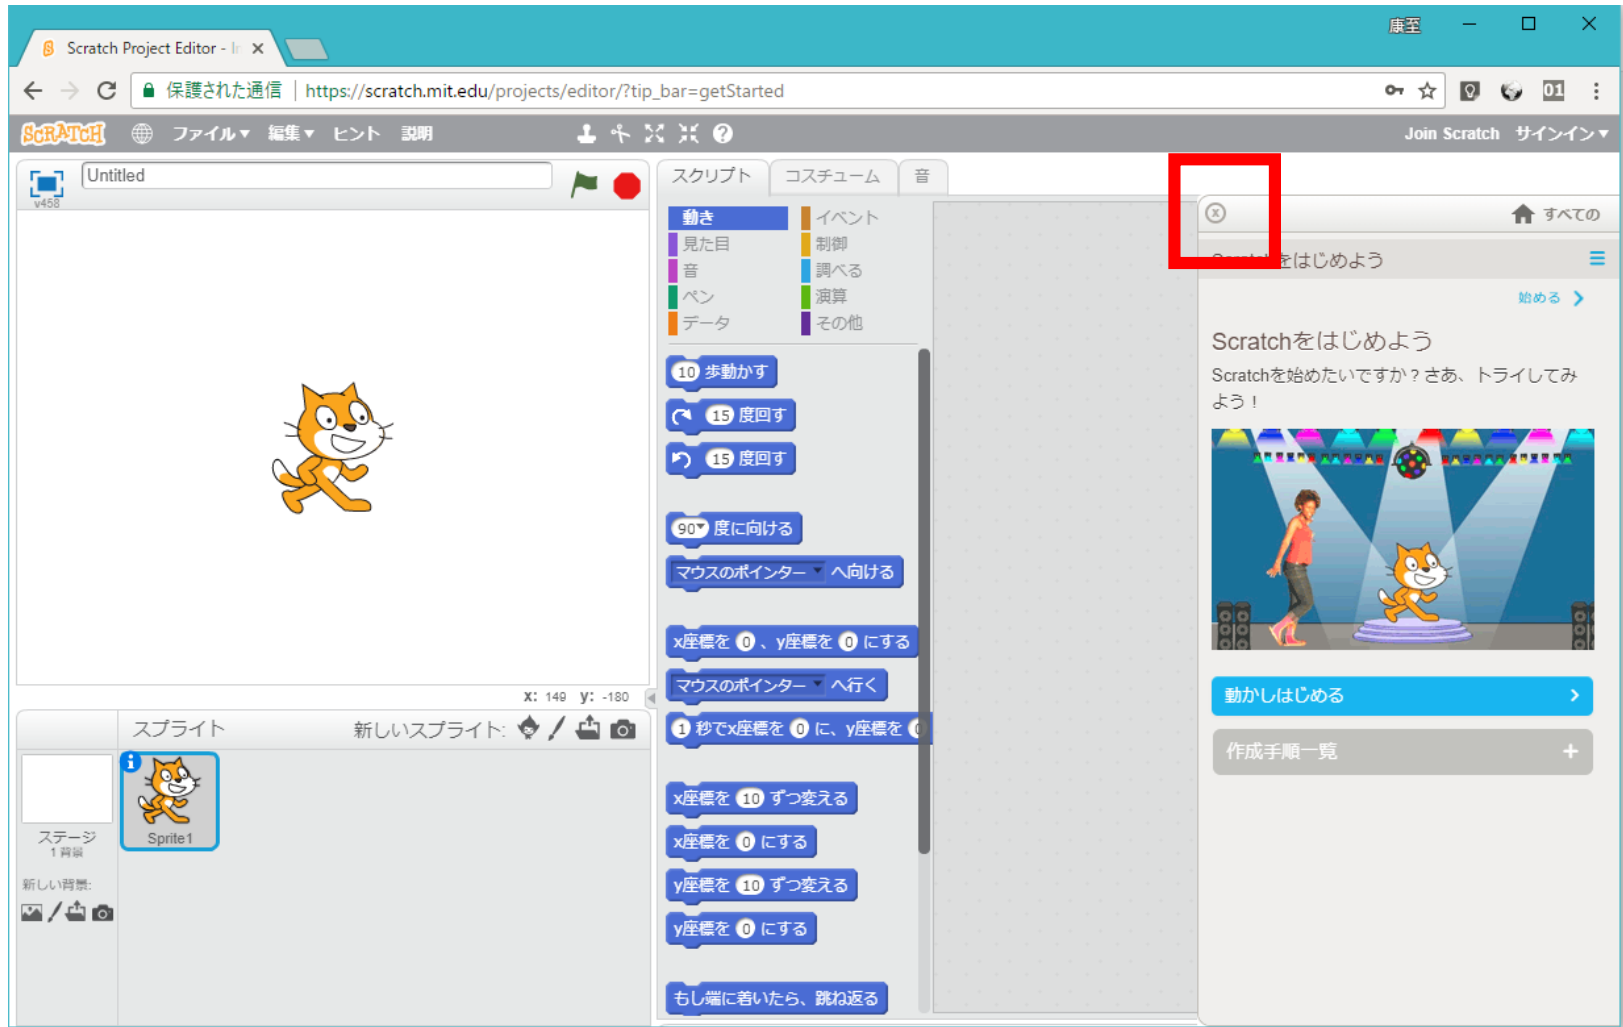 康至
Scratch Project Editor - I
保護された通信 | https://scratch.mit.edu/projects/editor/?tip_bar=getStarted
01
SCRATCH ファイル▼ 編集▼ ヒント 説明
Join Scratch サインイン▼
v458
Untitled
X: 149 y: -180
スプライト
新しいスプライト:
ステージ
1 背景
新しい背景:
Sprite1
スクリプト
コスチューム
音
動き
見た目
音
ペン
データ
イベント
制御
調べる
演算
その他
10 歩動かす
15 度回す
15 度回す
90▼ 度に向ける
マウスのポインター へ向ける
x座標を 0 、y座標を 0 にする
マウスのポインター へ行く
1 秒でx座標を 0 に、y座標を 0
x座標を 10 ずつ変える
x座標を 0 にする
y座標を 10 ずつ変える
y座標を 0 にする
もし端に着いたら、跳ね返る
すべての
をはじめよう
始める
Scratchをはじめよう
Scratchを始めたいですか？さあ、トライしてみ
よう！
動かしはじめる
作成手順一覧